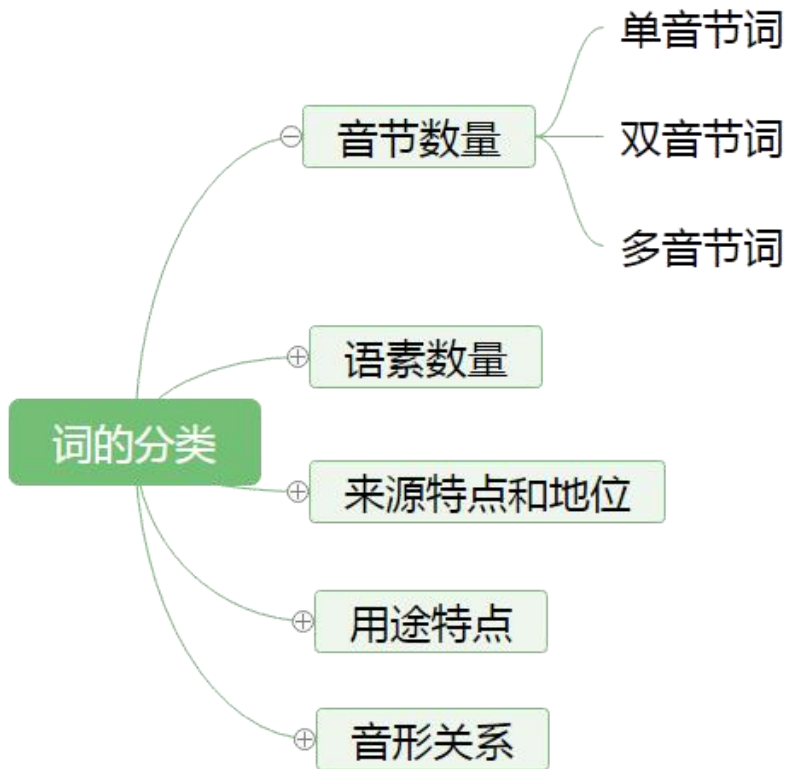 词的分类
音节数量
单音节词
双音节词
多音节词
语素数量
来源特点和地位
用途特点
音形关系